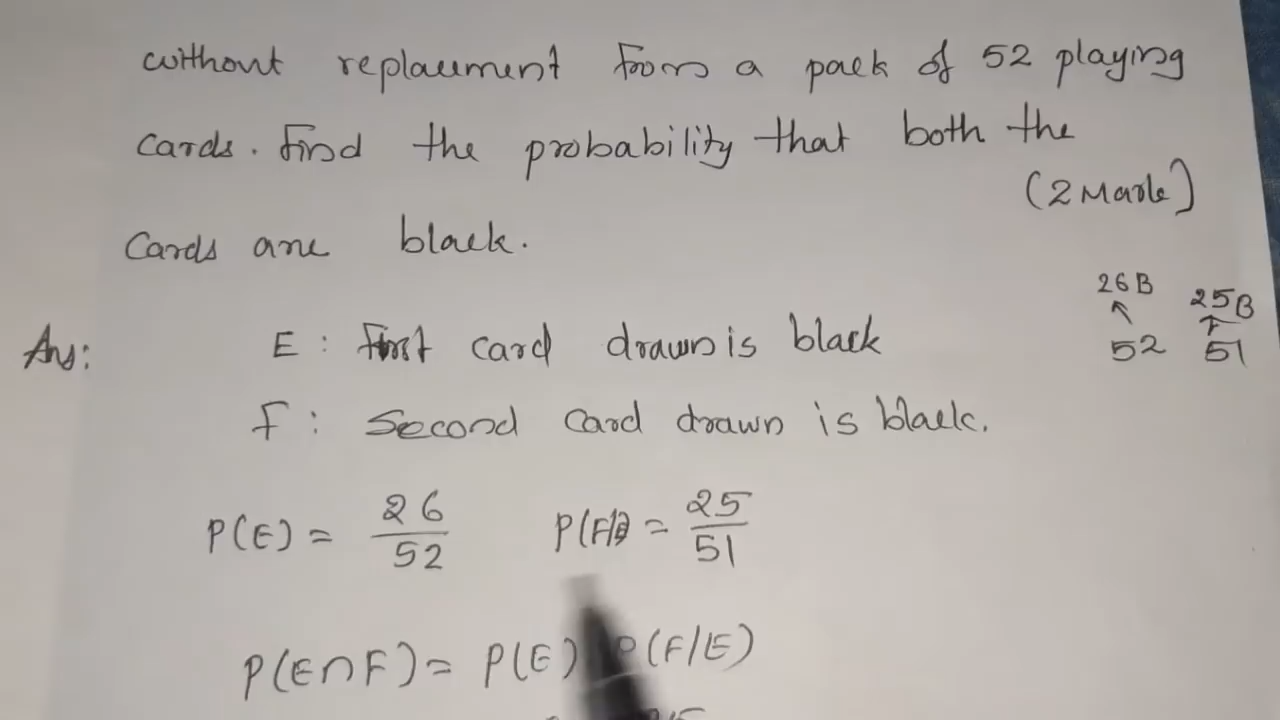 without replacement from a pack of 52 playing
cards. Find the probability that both the
(2 Mark)
Cards are black.
26B 25B
52 51
Ans: E : First card drawn is black
F : Second card drawn is black.
P(E) = 26/52 P(F/E) = 25/51
P(E∩F) = P(E) P(F/E)